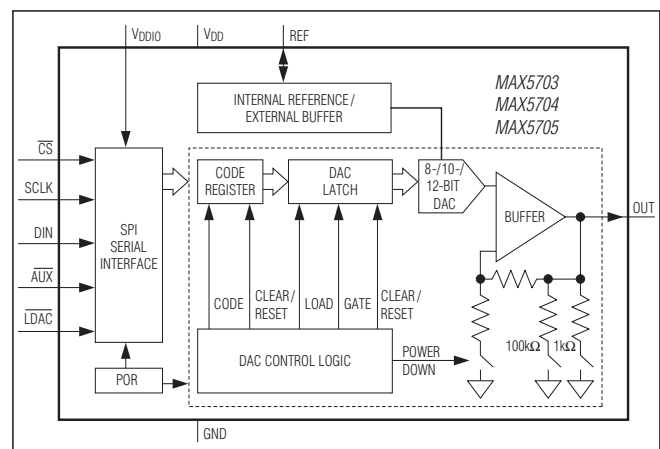 VDDIO
VDD
REF
INTERNAL REFERENCE /
EXTERNAL BUFFER
MAX5703
MAX5704
MAX5705
CS
SCLK
DIN
AUX
LDAC
SPI
SERIAL
INTERFACE
CODE
REGISTER
DAC
LATCH
8-/10-/
12-BIT
DAC
BUFFER
OUT
CODE
CLEAR/
RESET
LOAD
GATE
CLEAR/
RESET
100kΩ
1kΩ
DAC CONTROL LOGIC
POWER
DOWN
POR
GND